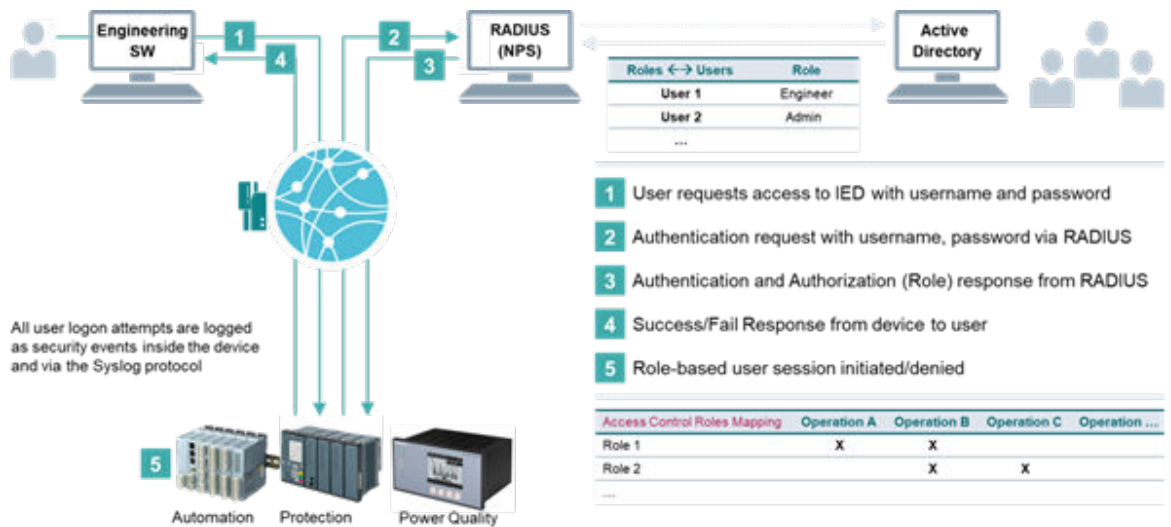 Engineering
SW
1
4
2
3
RADIUS
(NPS)
Active
Directory
Roles ←→ Users Role
User 1 Engineer
User 2 Admin
....
1 User requests access to IED with username and password
2 Authentication request with username, password via RADIUS
3 Authentication and Authorization (Role) response from RADIUS
4 Success/Fail Response from device to user
5 Role-based user session initiated/denied
All user logon attempts are logged
as security events inside the device
and via the Syslog protocol
Access Control Roles Mapping Operation A Operation B Operation C Operation ...
Role 1 X X
Role 2 X X
....
5
Automation Protection Power Quality